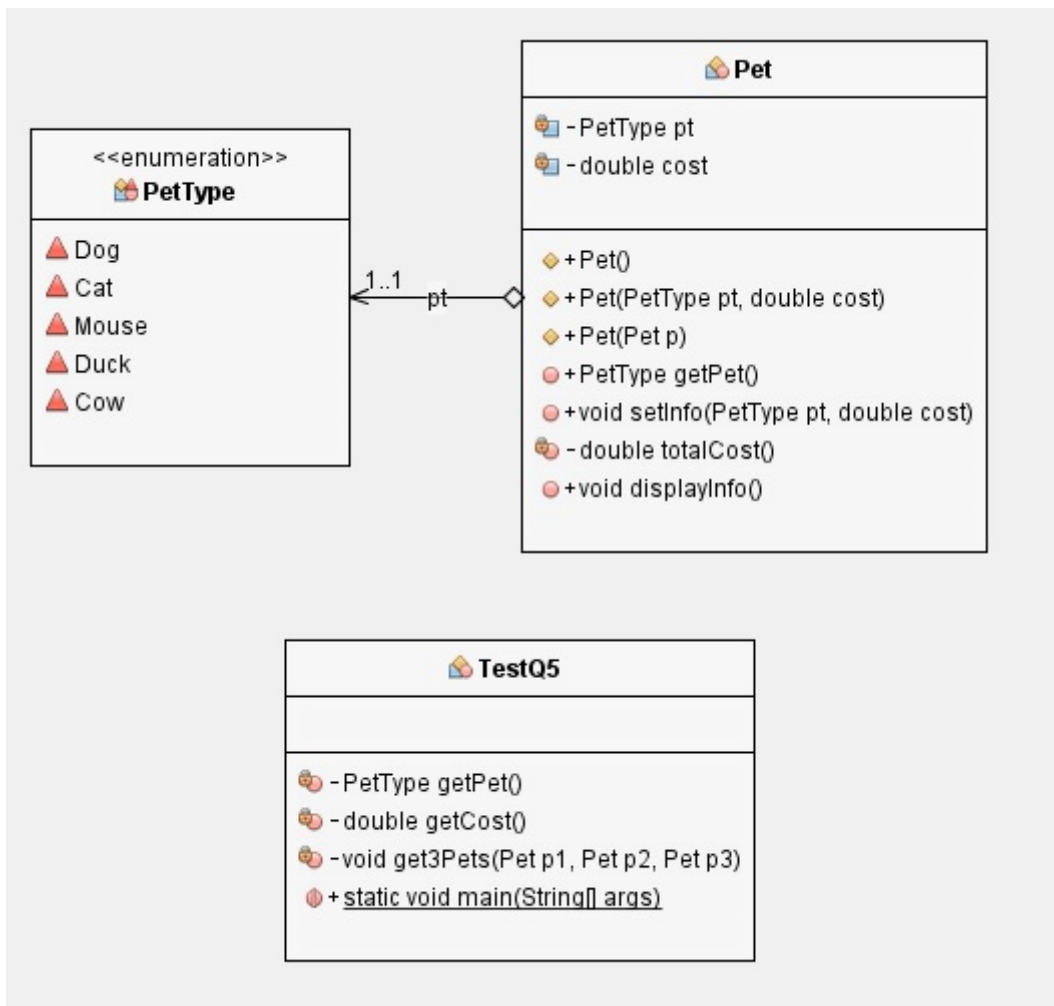 <<enumeration>>
PetType
Dog
Cat
Mouse
Duck
Cow
1..1
pt
Pet
- PetType pt
- double cost
+ Pet()
+ Pet(PetType pt, double cost)
+ Pet(Pet p)
+ PetType getPet()
+ void setInfo(PetType pt, double cost)
- double totalCost()
+ void displayInfo()
TestQ5
- PetType getPet()
- double getCost()
- void get3Pets(Pet p1, Pet p2, Pet p3)
+ static void main(String[] args)